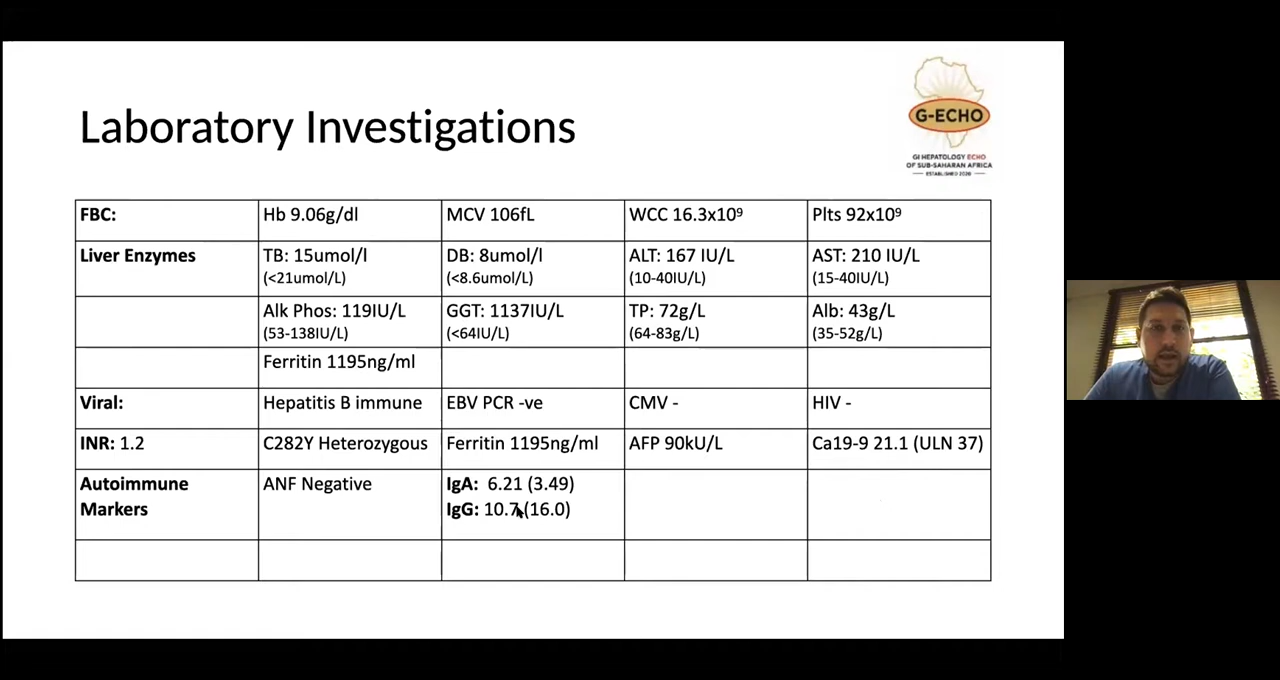 Laboratory Investigations
G-ECHO
GI HEPATOLOGY ECHO
OF SUB-SAHARAN AFRICA
ESTABLISHED 2020
FBC: Hb 9.06g/dl MCV 106fL WCC 16.3x10⁹ Plts 92x10⁹
Liver Enzymes TB: 15umol/l DB: 8umol/l ALT: 167 IU/L AST: 210 IU/L
(<21umol/L) (<8.6umol/L) (10-40IU/L) (15-40IU/L)
Alk Phos: 119IU/L GGT: 1137IU/L TP: 72g/L Alb: 43g/L
(53-138IU/L) (<64IU/L) (64-83g/L) (35-52g/L)
Ferritin 1195ng/ml
Viral: Hepatitis B immune EBV PCR -ve CMV - HIV -
INR: 1.2 C282Y Heterozygous Ferritin 1195ng/ml AFP 90kU/L Ca19-9 21.1 (ULN 37)
Autoimmune ANF Negative IgA: 6.21 (3.49)
Markers IgG: 10.7 (16.0)